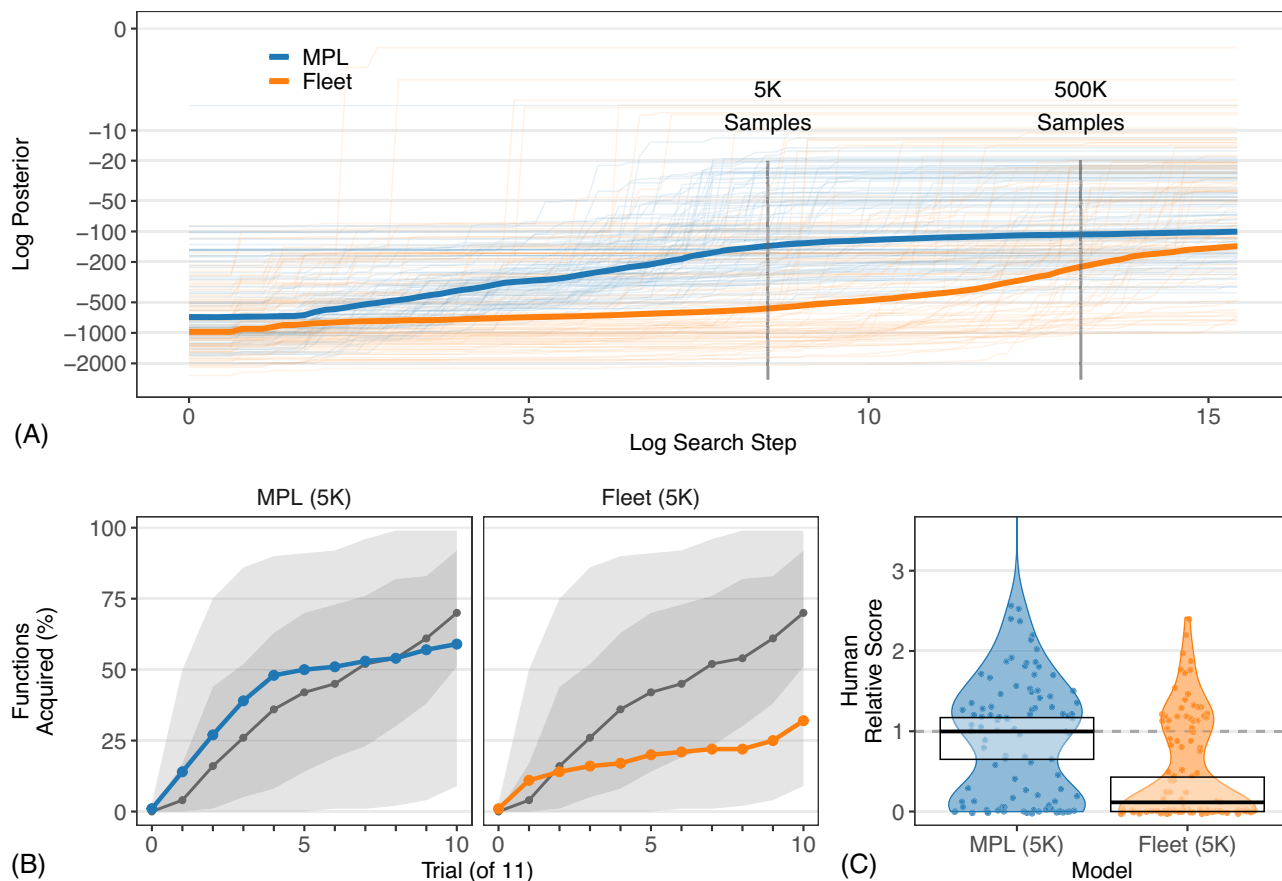 0
−10
−20
−50
−100
−200
−500
−1000
−2000
Log Posterior
MPL
Fleet
5K
Samples
500K
Samples
0 5 10 15
Log Search Step
(A)
MPL (5K) Fleet (5K)
100
75
50
25
0
Functions
Acquired (%)
0 5 10 0 5 10
Trial (of 11)
(B)
3
2
1
0
Human
Relative Score
MPL (5K) Fleet (5K)
Model
(C)